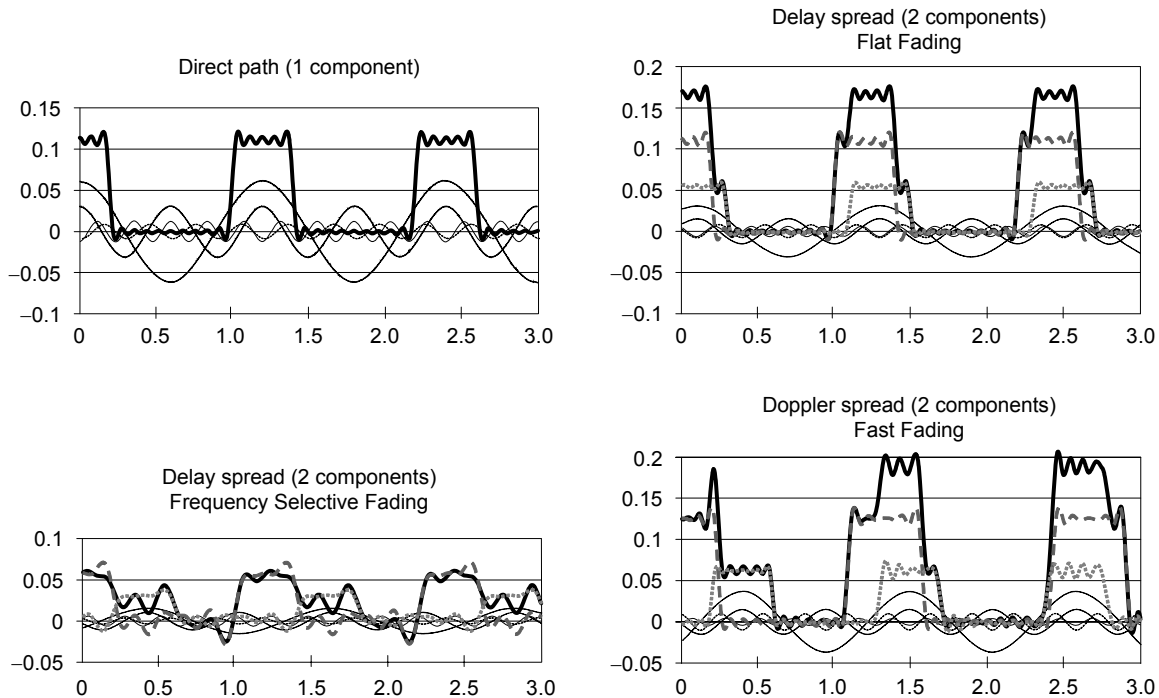 Direct path (1 component)
0.15
0.1
0.05
0
−0.05
−0.1
0 0.5 1.0 1.5 2.0 2.5 3.0
Delay spread (2 components)
Flat Fading
0.2
0.15
0.1
0.05
0
−0.05
−0.1
0 0.5 1.0 1.5 2.0 2.5 3.0
Delay spread (2 components)
Frequency Selective Fading
0.1
0.05
0
−0.05
0.0 0.5 1.0 1.5 2.0 2.5 3.0
Doppler spread (2 components)
Fast Fading
0.2
0.15
0.1
0.05
0.0
−0.05
0 0.5 1.0 1.5 2.0 2.5 3.0